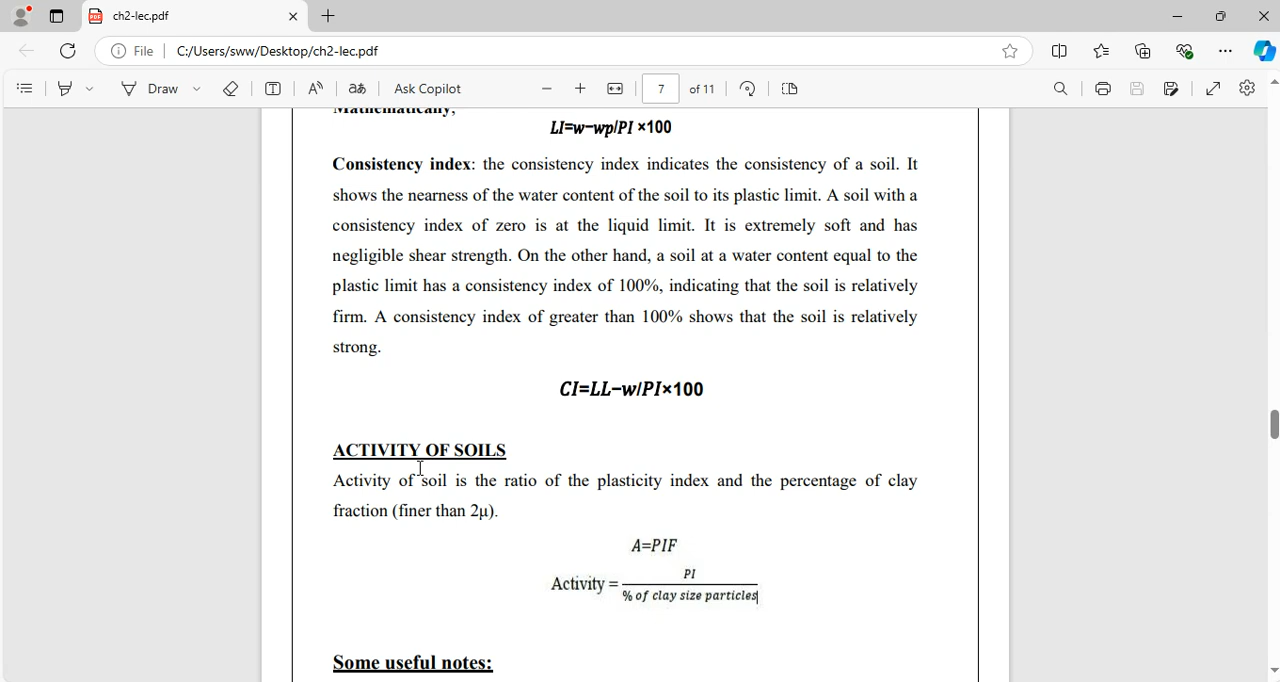 ch2-lec.pdf
File C:/Users/sww/Desktop/ch2-lec.pdf
Draw Ask Copilot 7 of 11
Mathematically;
LI=w−wp/PI ×100
Consistency index: the consistency index indicates the consistency of a soil. It
shows the nearness of the water content of the soil to its plastic limit. A soil with a
consistency index of zero is at the liquid limit. It is extremely soft and has
negligible shear strength. On the other hand, a soil at a water content equal to the
plastic limit has a consistency index of 100%, indicating that the soil is relatively
firm. A consistency index of greater than 100% shows that the soil is relatively
strong.
CI=LL−w/PI×100
ACTIVITY OF SOILS
Activity of soil is the ratio of the plasticity index and the percentage of clay
fraction (finer than 2μ).
A=PIF
PI
Activity =
% of clay size particles
Some useful notes: